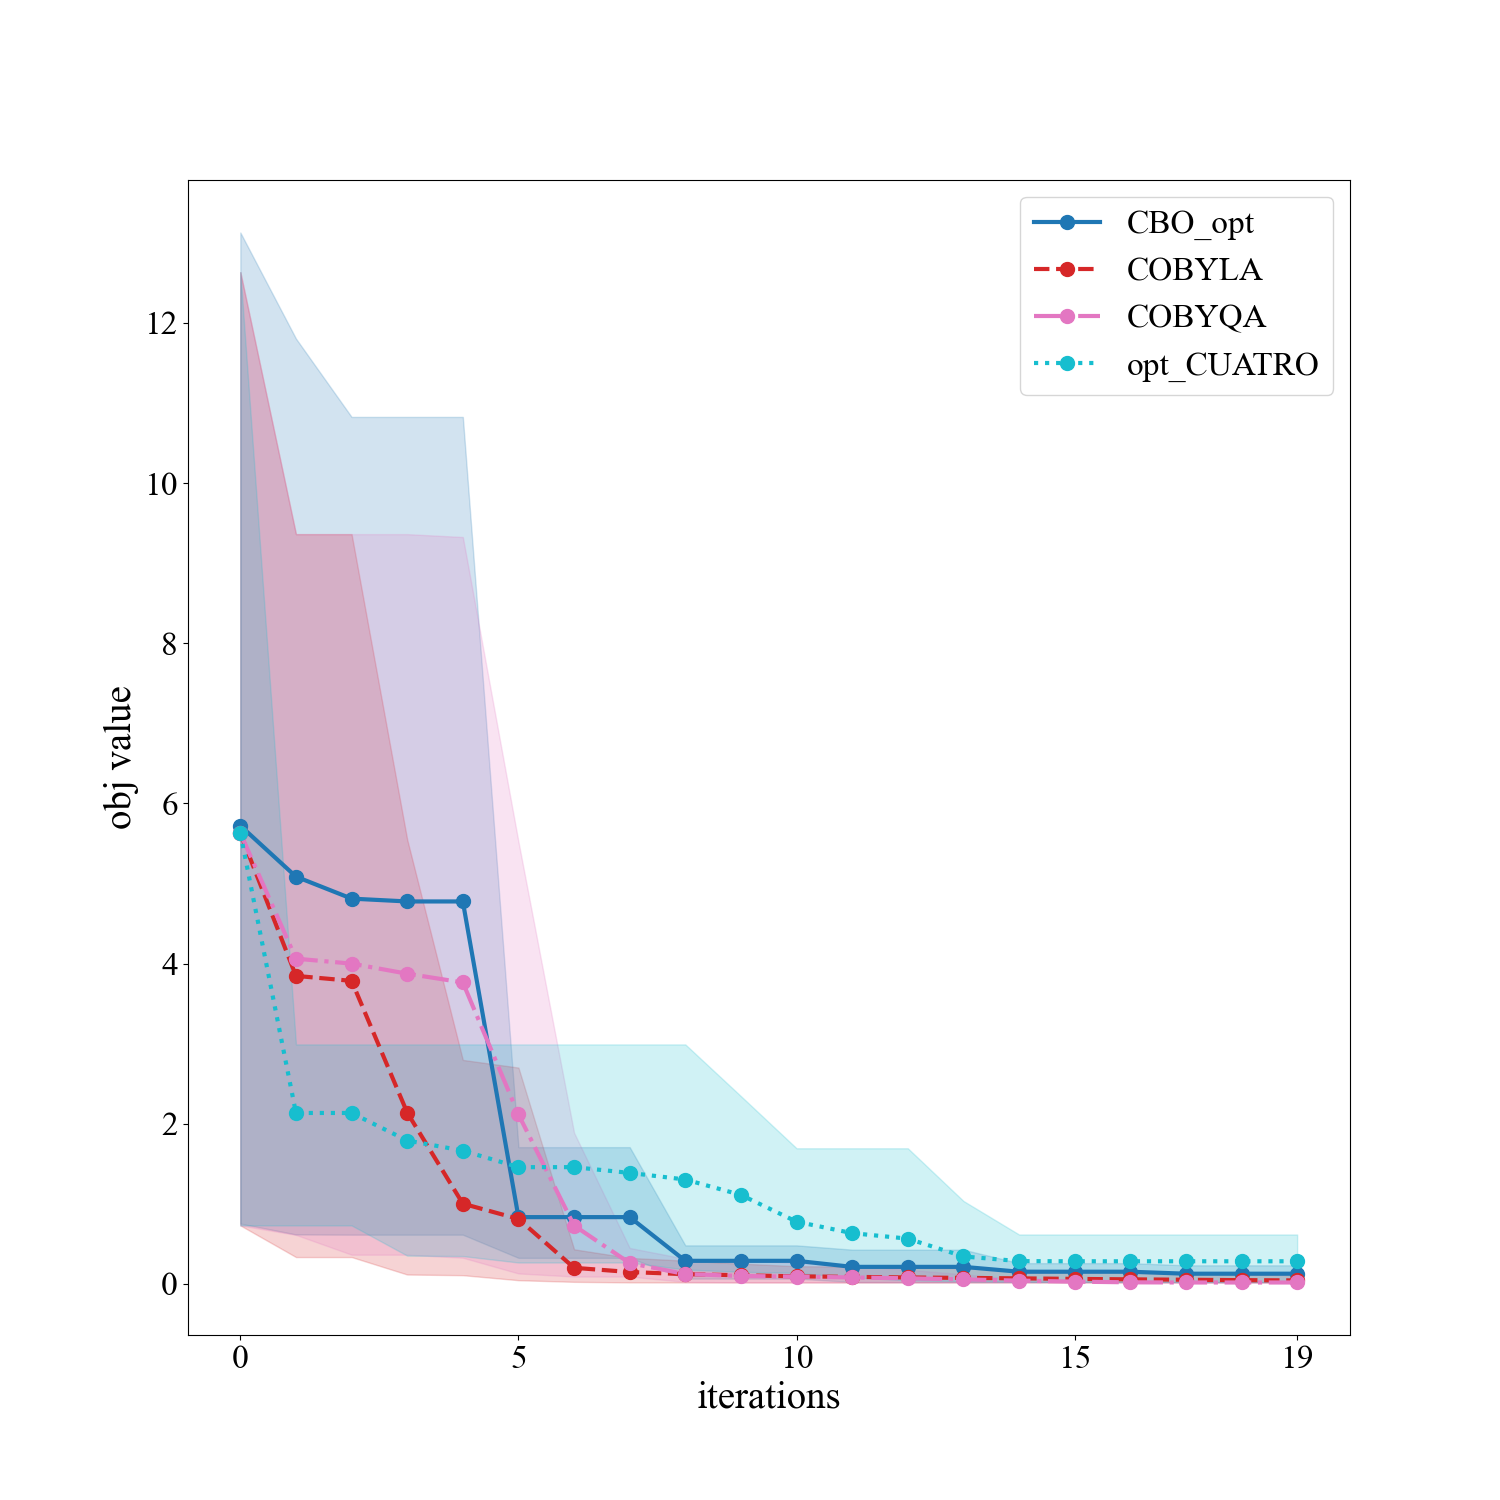 CBO_opt
COBYLA
COBYQA
opt_CUATRO
12
10
8
6
4
2
0
obj value
0 5 10 15 19
iterations